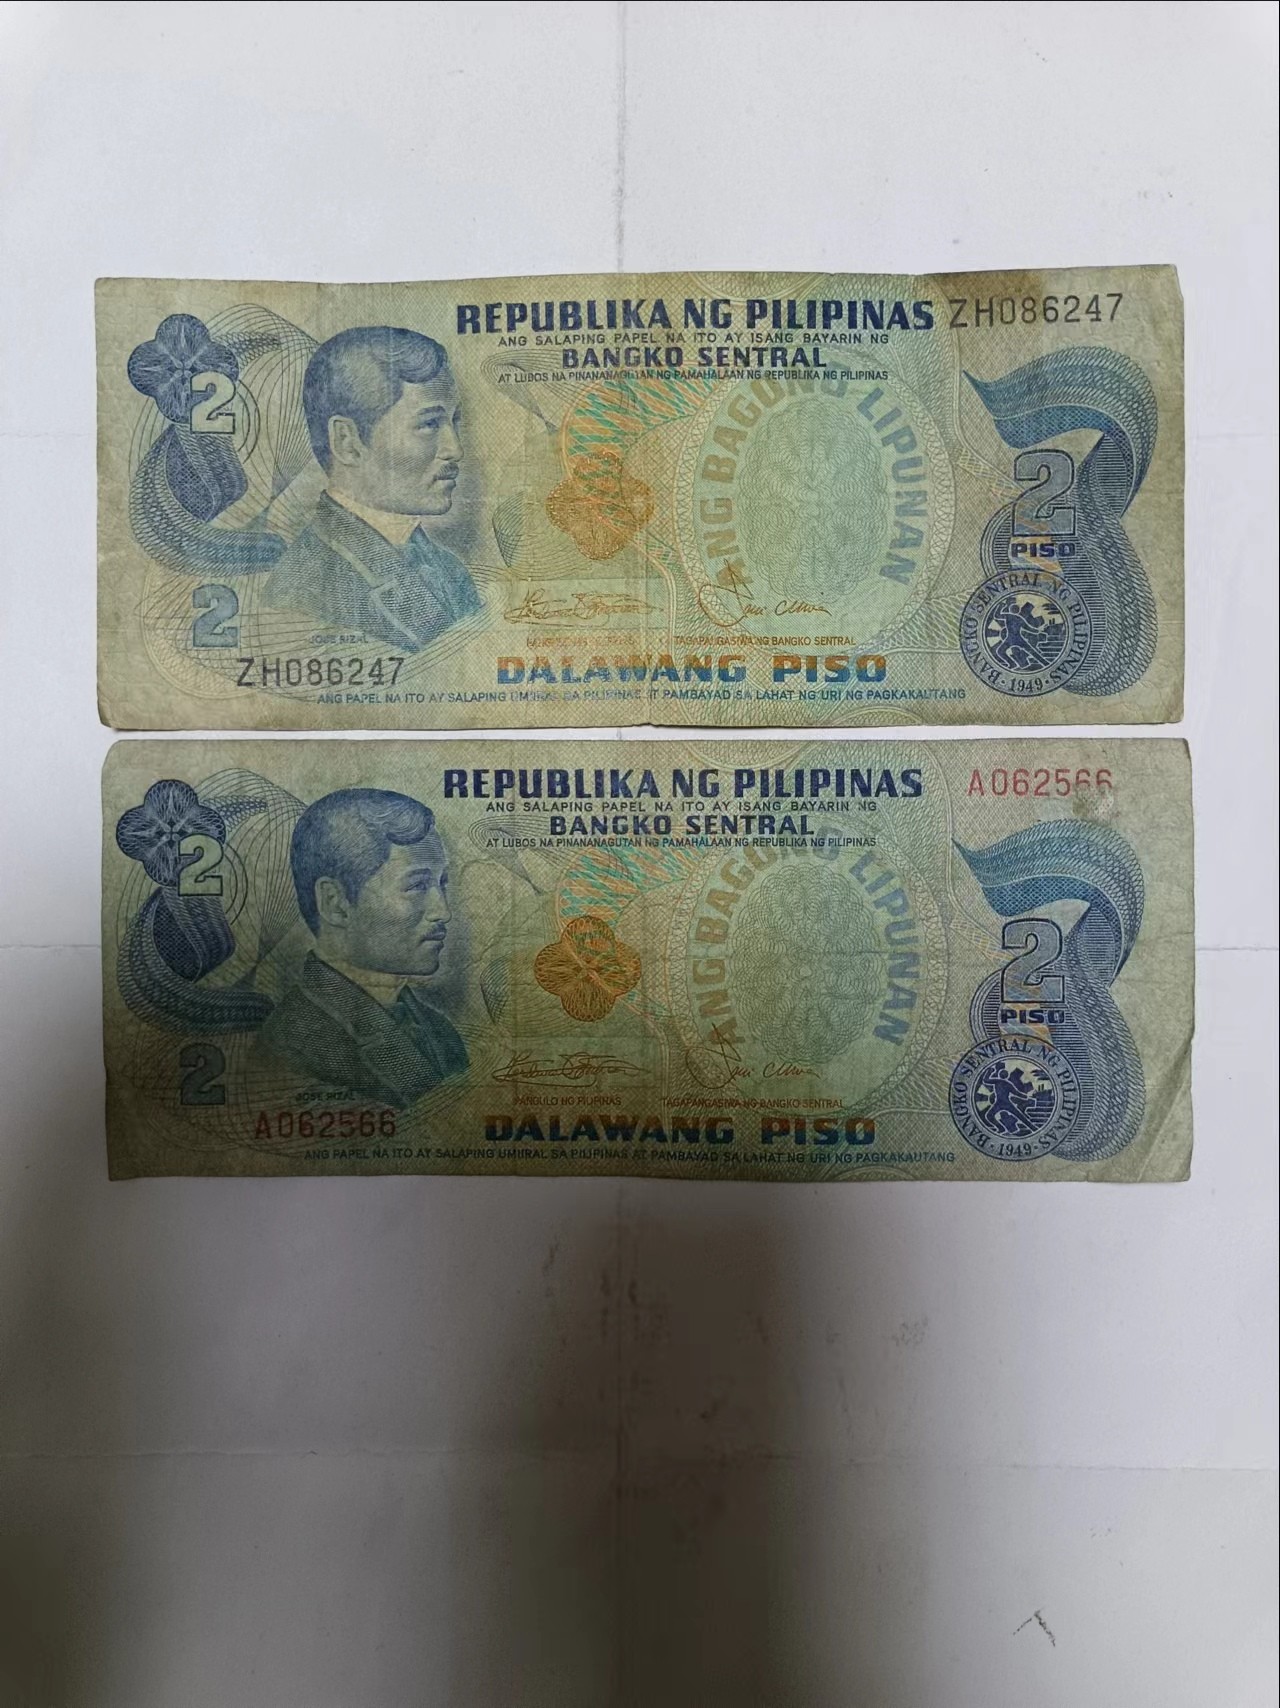 REPUBLIKA NG PILIPINAS ZH086247
ANG SALAPING PAPEL NA ITO AY ISANG BAYARIN NG
BANGKO SENTRAL
AT LUBOS NA PINANANAGUTAN NG PAMAHALAAN NG REPUBLIKA NG PILIPINAS
2
ANG BAGONG LIPUNAN
2
PISO
2
JOSE RIZAL
TAGAPANGASIWA NG BANGKO SENTRAL
BANGKO SENTRAL NG PILIPINAS
·1949·
ZH086247
DALAWANG PISO
ANG PAPEL NA ITO AY SALAPING UMIIRAL SA PILIPINAS AT PAMBAYAD SA LAHAT NG URI NG PAGKAKAUTANG
REPUBLIKA NG PILIPINAS A062566
ANG SALAPING PAPEL NA ITO AY ISANG BAYARIN NG
BANGKO SENTRAL
AT LUBOS NA PINANANAGUTAN NG PAMAHALAAN NG REPUBLIKA NG PILIPINAS
2
ANG BAGONG LIPUNAN
2
PISO
2
JOSE RIZAL
PANGULO NG PILIPINAS
TAGAPANGASIWA NG BANGKO SENTRAL
BANGKO SENTRAL NG PILIPINAS
·1949·
A062566
DALAWANG PISO
ANG PAPEL NA ITO AY SALAPING UMIIRAL SA PILIPINAS AT PAMBAYAD SA LAHAT NG URI NG PAGKAKAUTANG